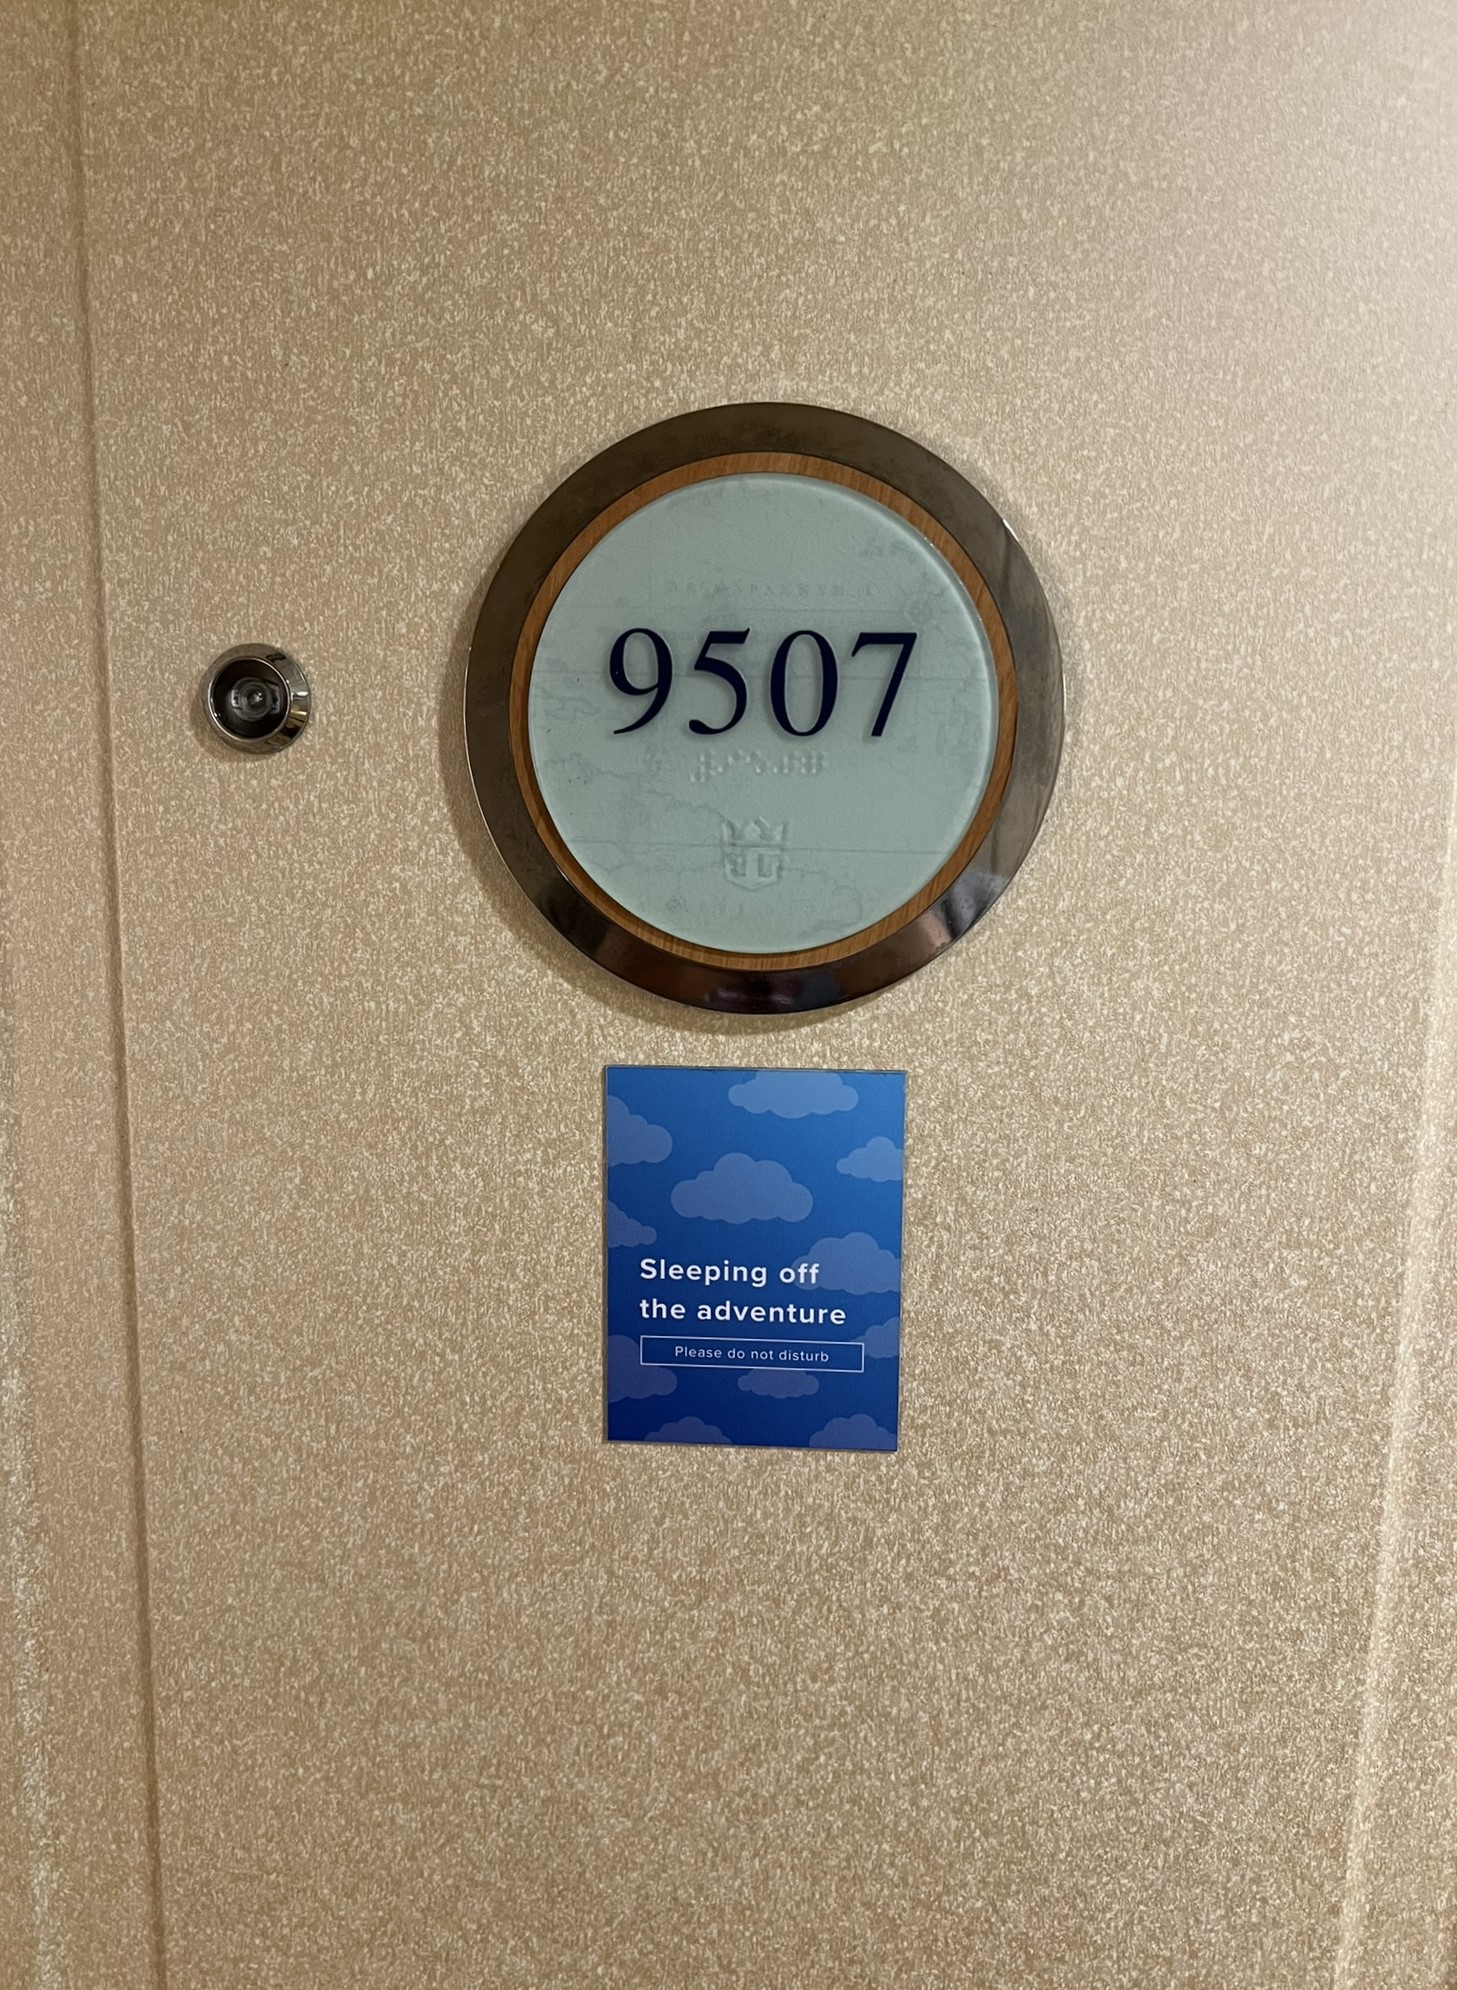 9507
Sleeping off
the adventure
Please do not disturb